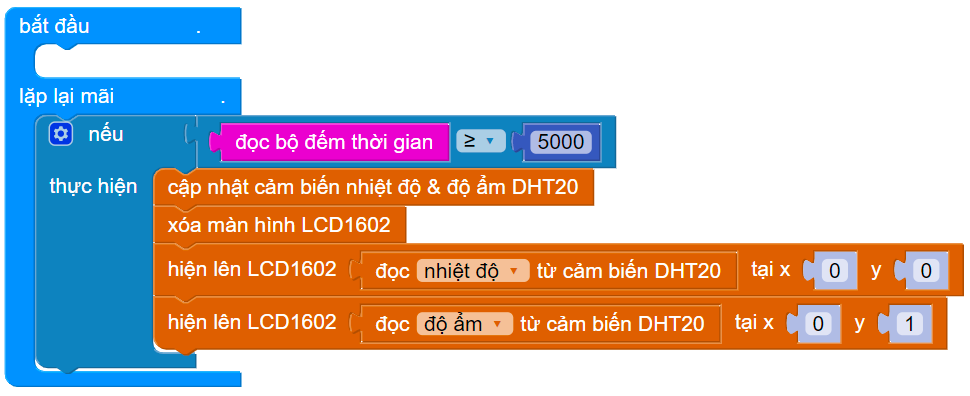 bắt đầu .
lặp lại mãi .
nếu đọc bộ đếm thời gian ≥ 5000
thực hiện cập nhật cảm biến nhiệt độ & độ ẩm DHT20
xóa màn hình LCD1602
hiện lên LCD1602 đọc nhiệt độ từ cảm biến DHT20 tại x 0 y 0
hiện lên LCD1602 đọc độ ẩm từ cảm biến DHT20 tại x 0 y 1